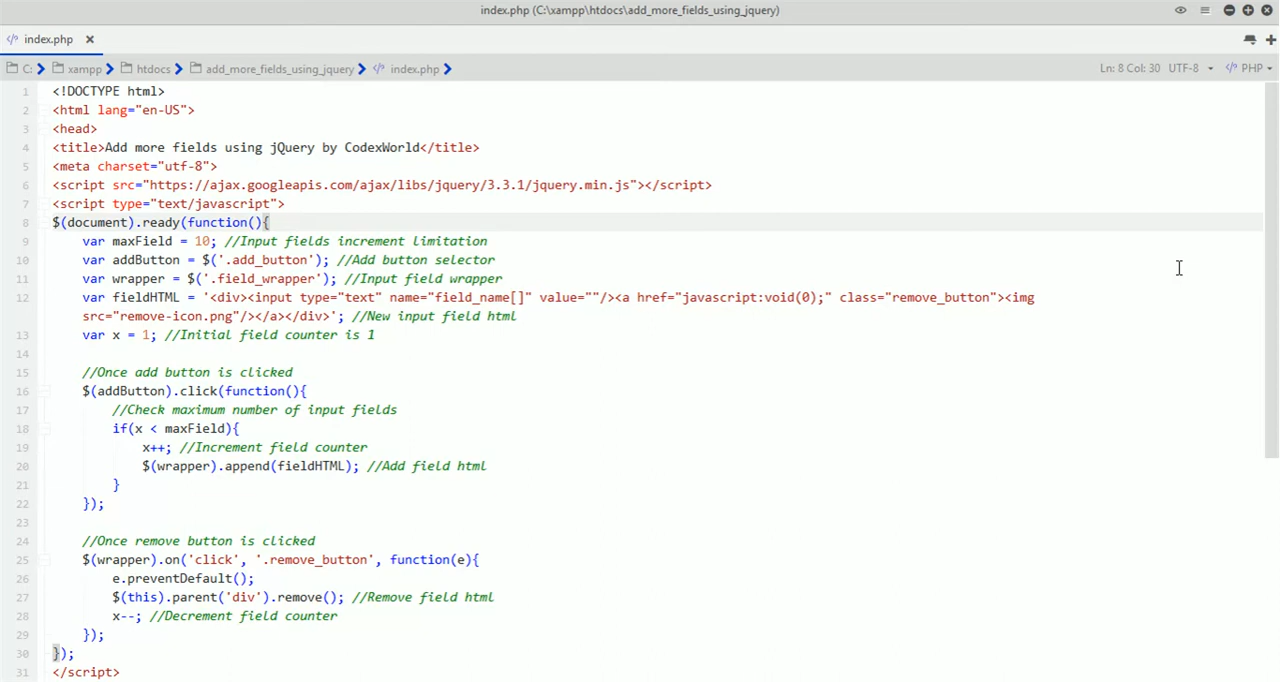 index.php (C:\xampp\htdocs\add_more_fields_using_jquery)
index.php
C: xampp htdocs add_more_fields_using_jquery index.php Ln: 8 Col: 30 UTF-8 PHP
1 <!DOCTYPE html>
2 <html lang="en-US">
3 <head>
4 <title>Add more fields using jQuery by CodexWorld</title>
5 <meta charset="utf-8">
6 <script src="https://ajax.googleapis.com/ajax/libs/jquery/3.3.1/jquery.min.js"></script>
7 <script type="text/javascript">
8 $(document).ready(function(){
9     var maxField = 10; //Input fields increment limitation
10     var addButton = $('.add_button'); //Add button selector
11     var wrapper = $('.field_wrapper'); //Input field wrapper
12     var fieldHTML = '<div><input type="text" name="field_name[]" value=""/><a href="javascript:void(0);" class="remove_button"><img
src="remove-icon.png"/></a></div>'; //New input field html
13     var x = 1; //Initial field counter is 1
14
15     //Once add button is clicked
16     $(addButton).click(function(){
17         //Check maximum number of input fields
18         if(x < maxField){
19             x++; //Increment field counter
20             $(wrapper).append(fieldHTML); //Add field html
21         }
22     });
23
24     //Once remove button is clicked
25     $(wrapper).on('click', '.remove_button', function(e){
26         e.preventDefault();
27         $(this).parent('div').remove(); //Remove field html
28         x--; //Decrement field counter
29     });
30 });
31 </script>